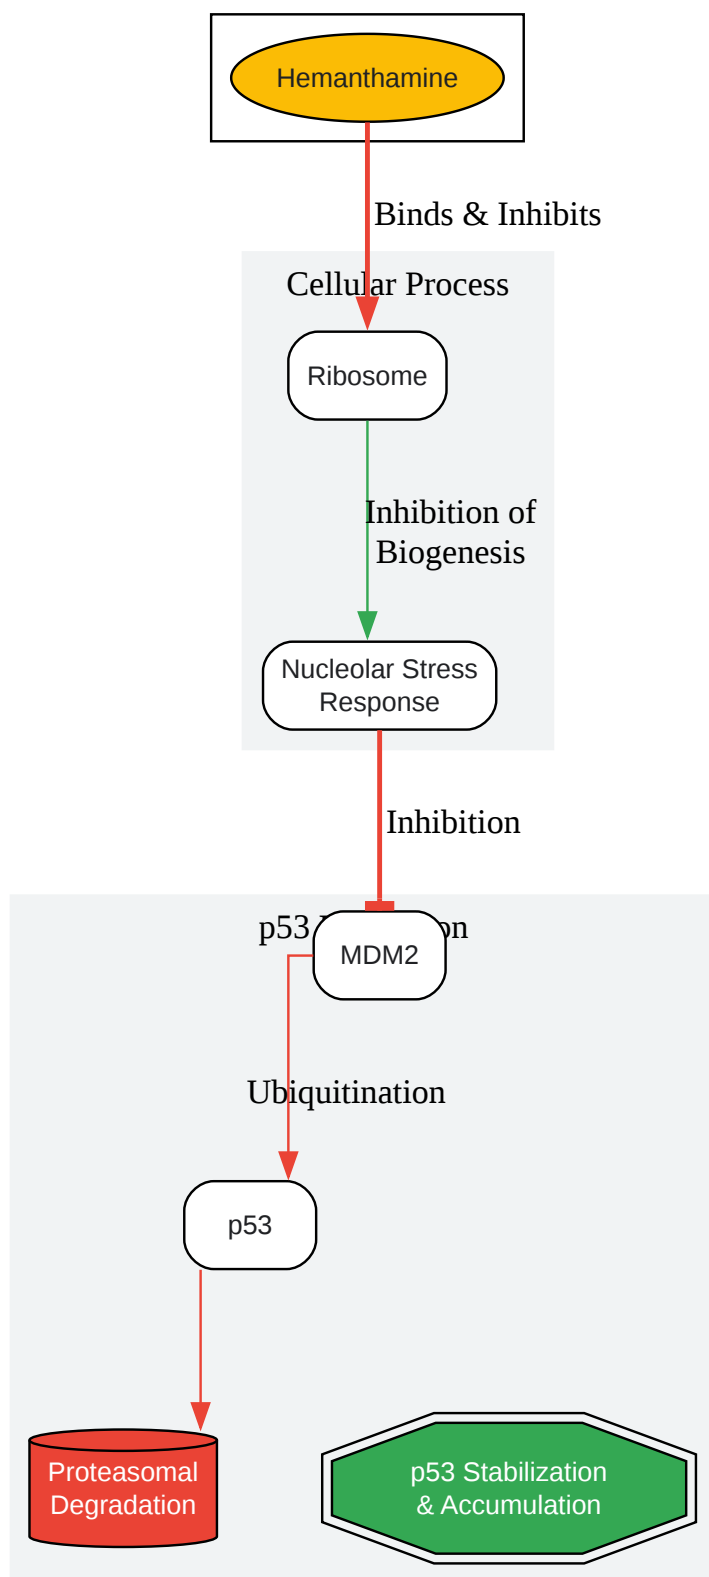 Hemanthamine
Binds & Inhibits
Cellular Process
Ribosome
Inhibition of
Biogenesis
Nucleolar Stress
Response
Inhibition
p53
MDM2
Ubiquitination
p53
Proteasomal
Degradation
p53 Stabilization
& Accumulation